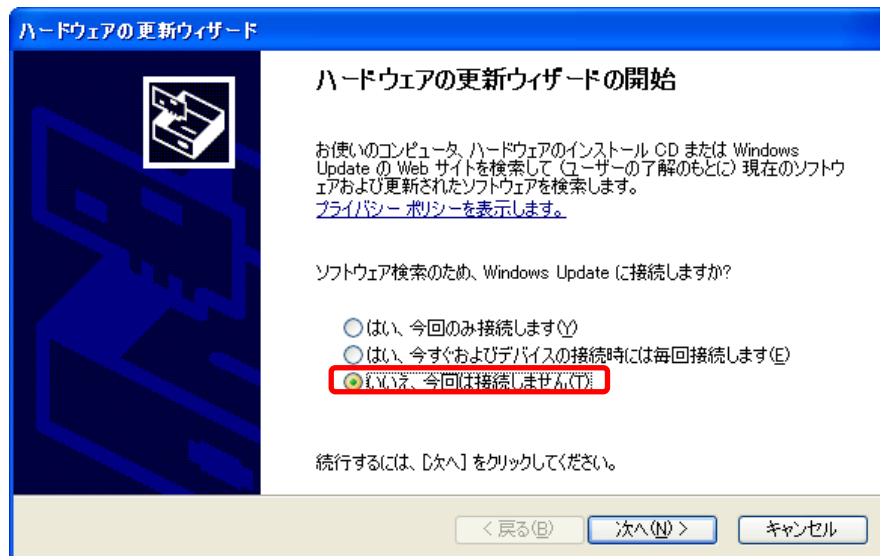 ハードウェアの更新ウィザード
ハードウェアの更新ウィザードの開始
お使いのコンピュータ、ハードウェアのインストール CD または Windows
Update の Web サイトを検索して (ユーザーの了解のもとに) 現在のソフトウ
ェアおよび更新されたソフトウェアを検索します。
プライバシー ポリシーを表示します。
ソフトウェア検索のため、Windows Update に接続しますか?
はい、今回のみ接続します(Y)
はい、今すぐおよびデバイスの接続時には毎回接続します(E)
いいえ、今回は接続しません(T)
続行するには、[次へ] をクリックしてください。
< 戻る(B)
次へ(N) >
キャンセル